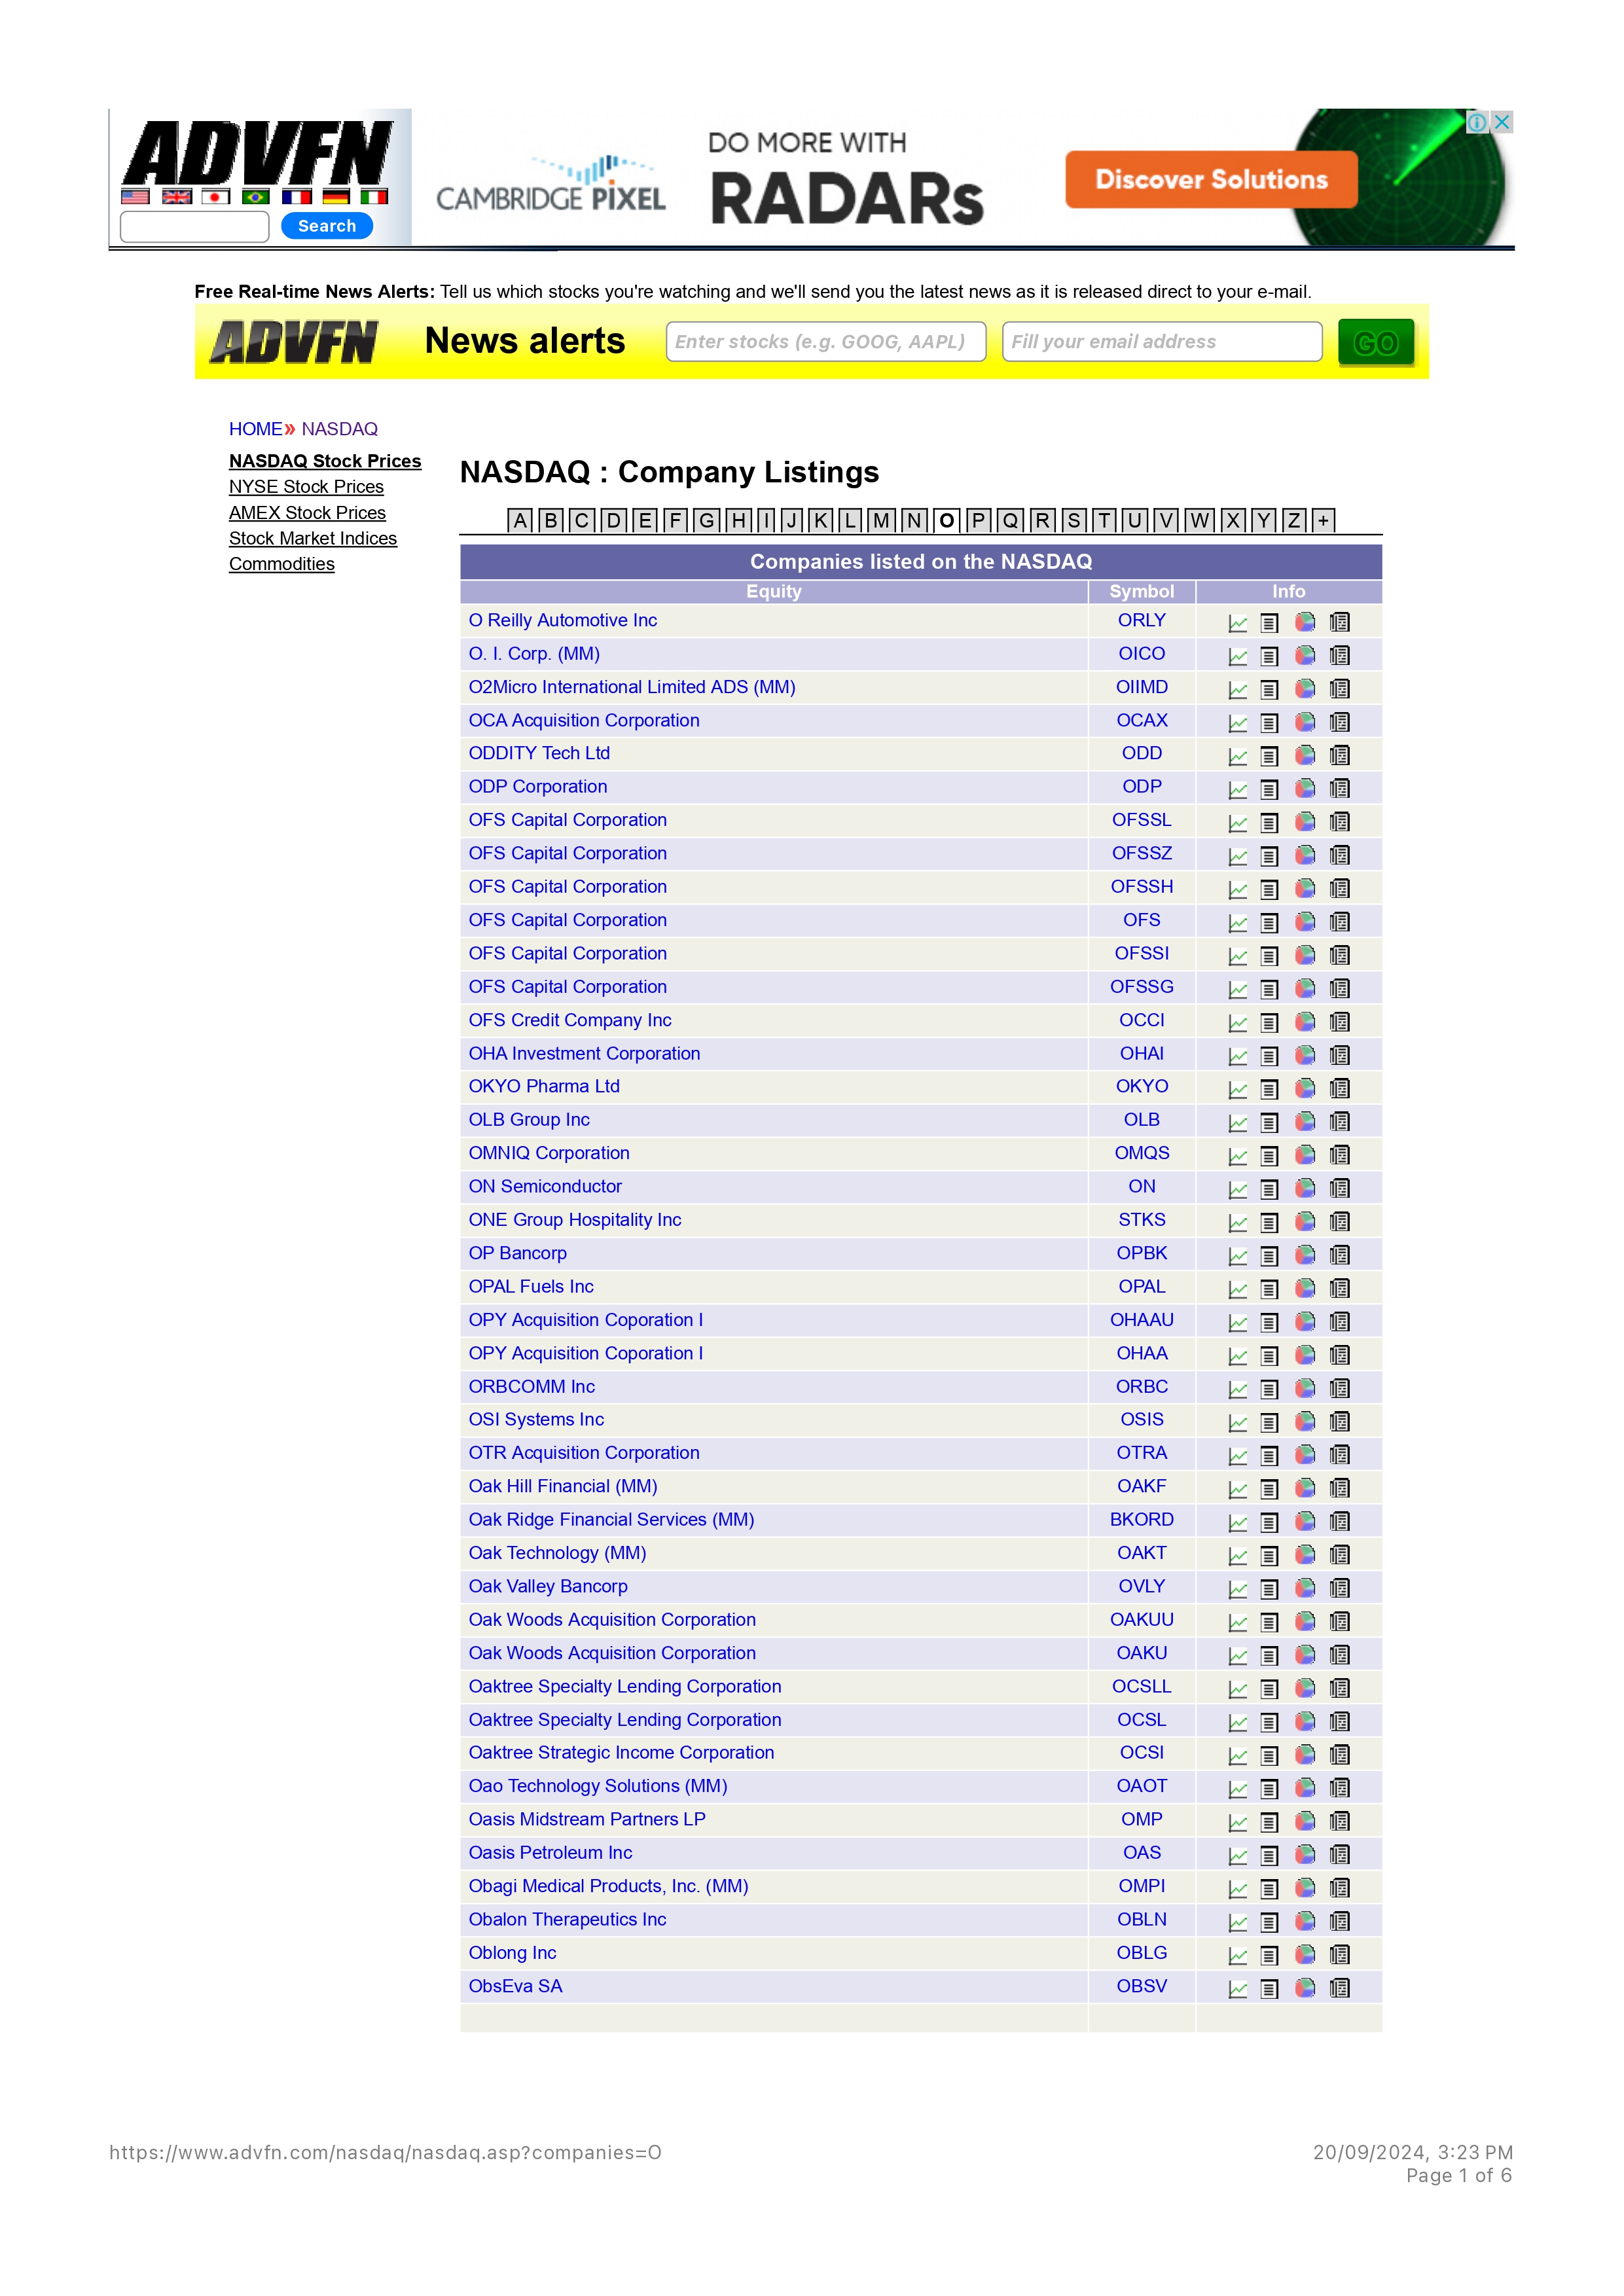 ADVFN
Search
CAMBRIDGE PIXEL
DO MORE WITH
RADARs
Discover Solutions
Free Real-time News Alerts: Tell us which stocks you're watching and we'll send you the latest news as it is released direct to your e-mail.
ADVFN News alerts Enter stocks (e.g. GOOG, AAPL) Fill your email address GO
HOME» NASDAQ
NASDAQ Stock Prices
NYSE Stock Prices
AMEX Stock Prices
Stock Market Indices
Commodities
NASDAQ : Company Listings
A B C D E F G H I J K L M N O P Q R S T U V W X Y Z +
Companies listed on the NASDAQ
Equity Symbol Info
O Reilly Automotive Inc ORLY
O. I. Corp. (MM) OICO
O2Micro International Limited ADS (MM) OIIMD
OCA Acquisition Corporation OCAX
ODDITY Tech Ltd ODD
ODP Corporation ODP
OFS Capital Corporation OFSSL
OFS Capital Corporation OFSSZ
OFS Capital Corporation OFSSH
OFS Capital Corporation OFS
OFS Capital Corporation OFSSI
OFS Capital Corporation OFSSG
OFS Credit Company Inc OCCI
OHA Investment Corporation OHAI
OKYO Pharma Ltd OKYO
OLB Group Inc OLB
OMNIQ Corporation OMQS
ON Semiconductor ON
ONE Group Hospitality Inc STKS
OP Bancorp OPBK
OPAL Fuels Inc OPAL
OPY Acquisition Coporation I OHAAU
OPY Acquisition Coporation I OHAA
ORBCOMM Inc ORBC
OSI Systems Inc OSIS
OTR Acquisition Corporation OTRA
Oak Hill Financial (MM) OAKF
Oak Ridge Financial Services (MM) BKORD
Oak Technology (MM) OAKT
Oak Valley Bancorp OVLY
Oak Woods Acquisition Corporation OAKUU
Oak Woods Acquisition Corporation OAKU
Oaktree Specialty Lending Corporation OCSLL
Oaktree Specialty Lending Corporation OCSL
Oaktree Strategic Income Corporation OCSI
Oao Technology Solutions (MM) OAOT
Oasis Midstream Partners LP OMP
Oasis Petroleum Inc OAS
Obagi Medical Products, Inc. (MM) OMPI
Obalon Therapeutics Inc OBLN
Oblong Inc OBLG
ObsEva SA OBSV
https://www.advfn.com/nasdaq/nasdaq.asp?companies=O 20/09/2024, 3:23 PM
Page 1 of 6